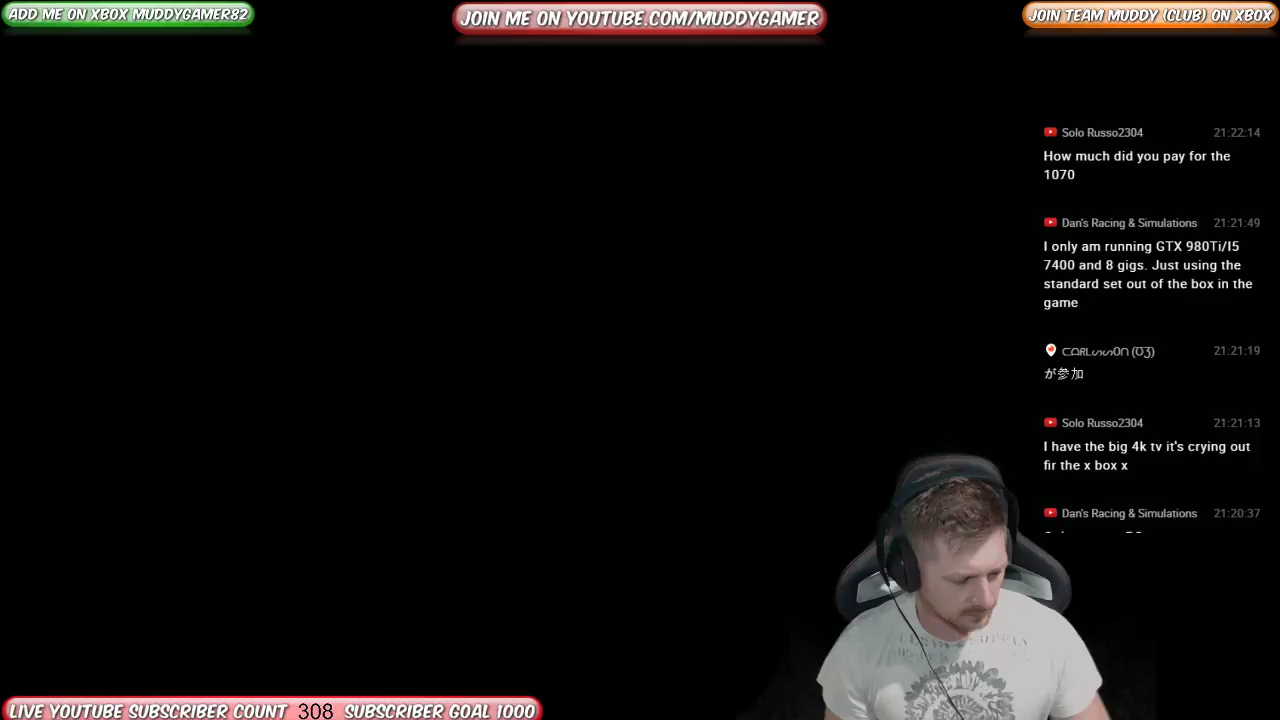 ADD ME ON XBOX MUDDYGAMER82
JOIN ME ON YOUTUBE.COM/MUDDYGAMER
JOIN TEAM MUDDY (CLUB) ON XBOX
Solo Russo2304 21:22:14
How much did you pay for the
1070
Dan's Racing & Simulations 21:21:49
I only am running GTX 980Ti/I5
7400 and 8 gigs. Just using the
standard set out of the box in the
game
21:21:19
が参加
Solo Russo2304 21:21:13
I have the big 4k tv it's crying out
fir the x box x
Dan's Racing & Simulations 21:20:37
LIVE YOUTUBE SUBSCRIBER COUNT 308 SUBSCRIBER GOAL 1000